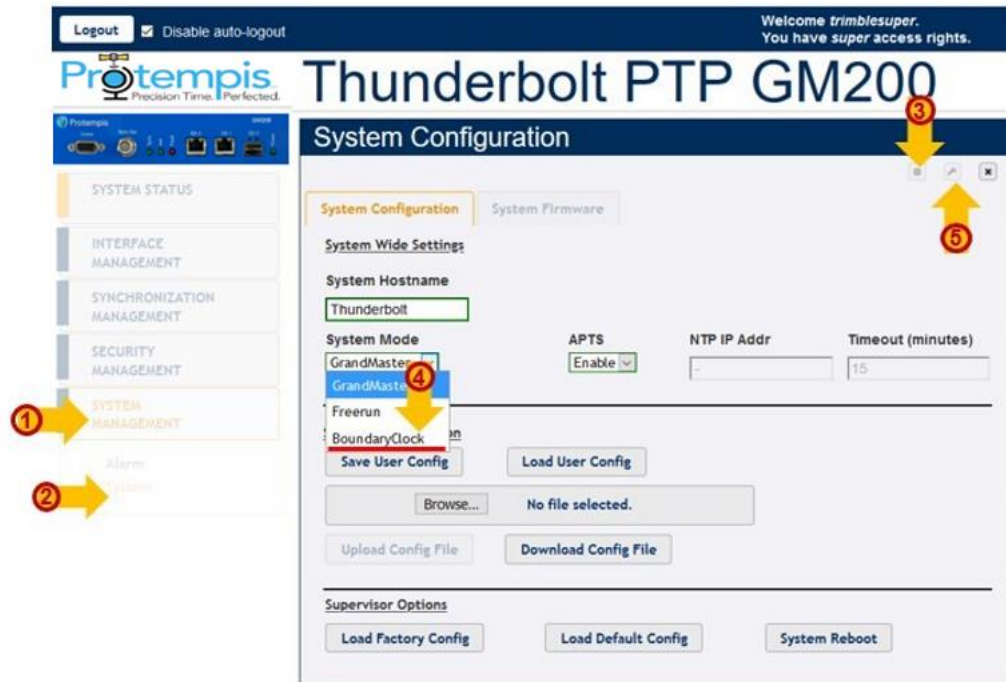 Logout
Disable auto-logout
Welcome trimblesuper.
You have super access rights.
Protempis
Precision Time. Perfected.
Thunderbolt PTP GM200
3
Protempis
System Configuration
5
SYSTEM STATUS
INTERFACE
MANAGEMENT
SYNCHRONIZATION
MANAGEMENT
SECURITY
MANAGEMENT
1
SYSTEM
MANAGEMENT
Alarm
2
System
System Configuration
System Firmware
System Wide Settings
System Hostname
Thunderbolt
System Mode
APTS
NTP IP Addr
Timeout (minutes)
GrandMaster
Enable
-
15
4
GrandMaste
Freerun
BoundaryClock
Save User Config
Load User Config
Browse...
No file selected.
Upload Config File
Download Config File
Supervisor Options
Load Factory Config
Load Default Config
System Reboot